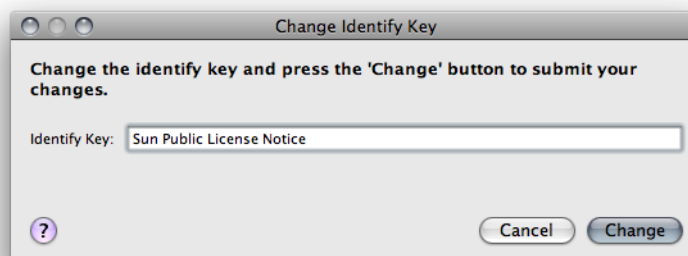 Change Identify Key
Change the identify key and press the 'Change' button to submit your
changes.
Identify Key: Sun Public License Notice
? Cancel Change